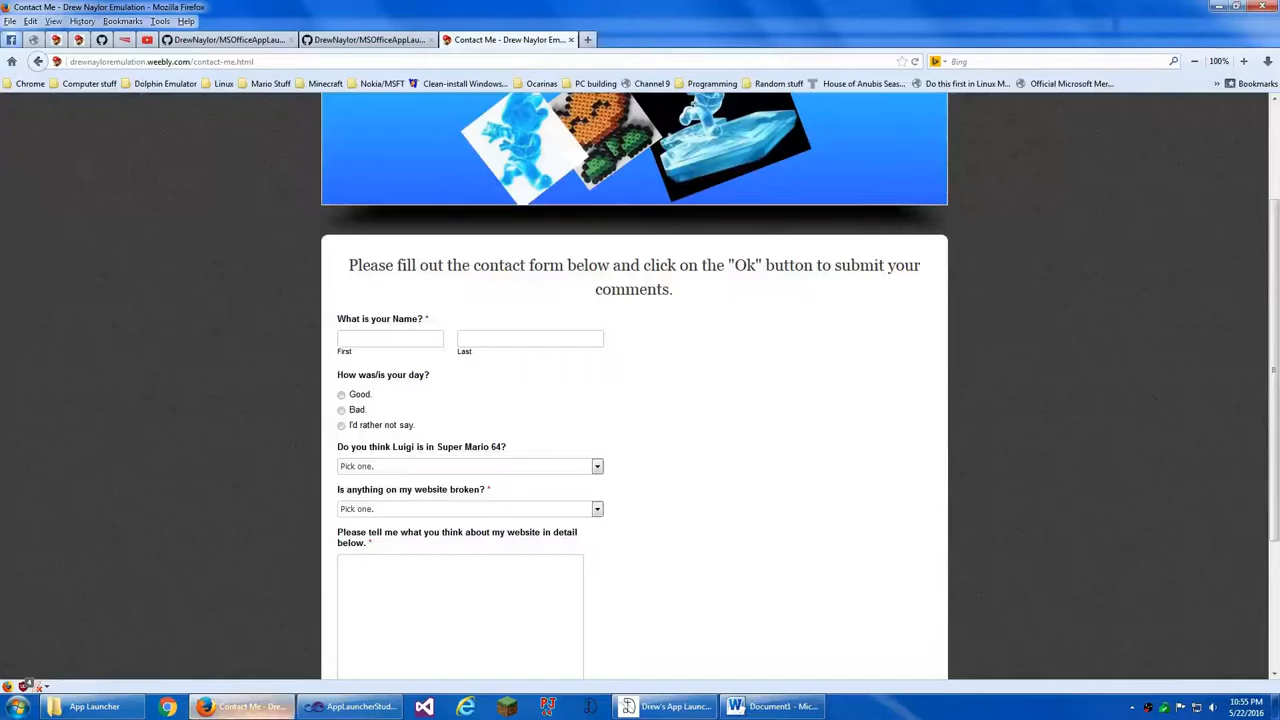 Contact Me - Drew Naylor Emulation - Mozilla Firefox
File Edit View History Bookmarks Tools Help
DrewNaylor/MSOfficeAppLau... DrewNaylor/MSOfficeAppLau... Contact Me - Drew Naylor Em...
drewnayloremulation.weebly.com/contact-me.html Bing 100%
Chrome Computer stuff Dolphin Emulator Linux Mario Stuff Minecraft Nokia/MSFT Clean-install Windows... Ocarinas PC building Channel 9 Programming Random stuff House of Anubis Seas... Do this first in Linux M... Official Microsoft Mer... Bookmarks
Please fill out the contact form below and click on the "Ok" button to submit your
comments.
What is your Name? *
First Last
How was/is your day?
Good.
Bad.
I'd rather not say.
Do you think Luigi is in Super Mario 64?
Pick one.
Is anything on my website broken? *
Pick one.
Please tell me what you think about my website in detail
below. *
App Launcher Contact Me - Dre... AppLauncherStud... Drew's App Launc... Document1 - Mic...
10:55 PM
5/22/2016